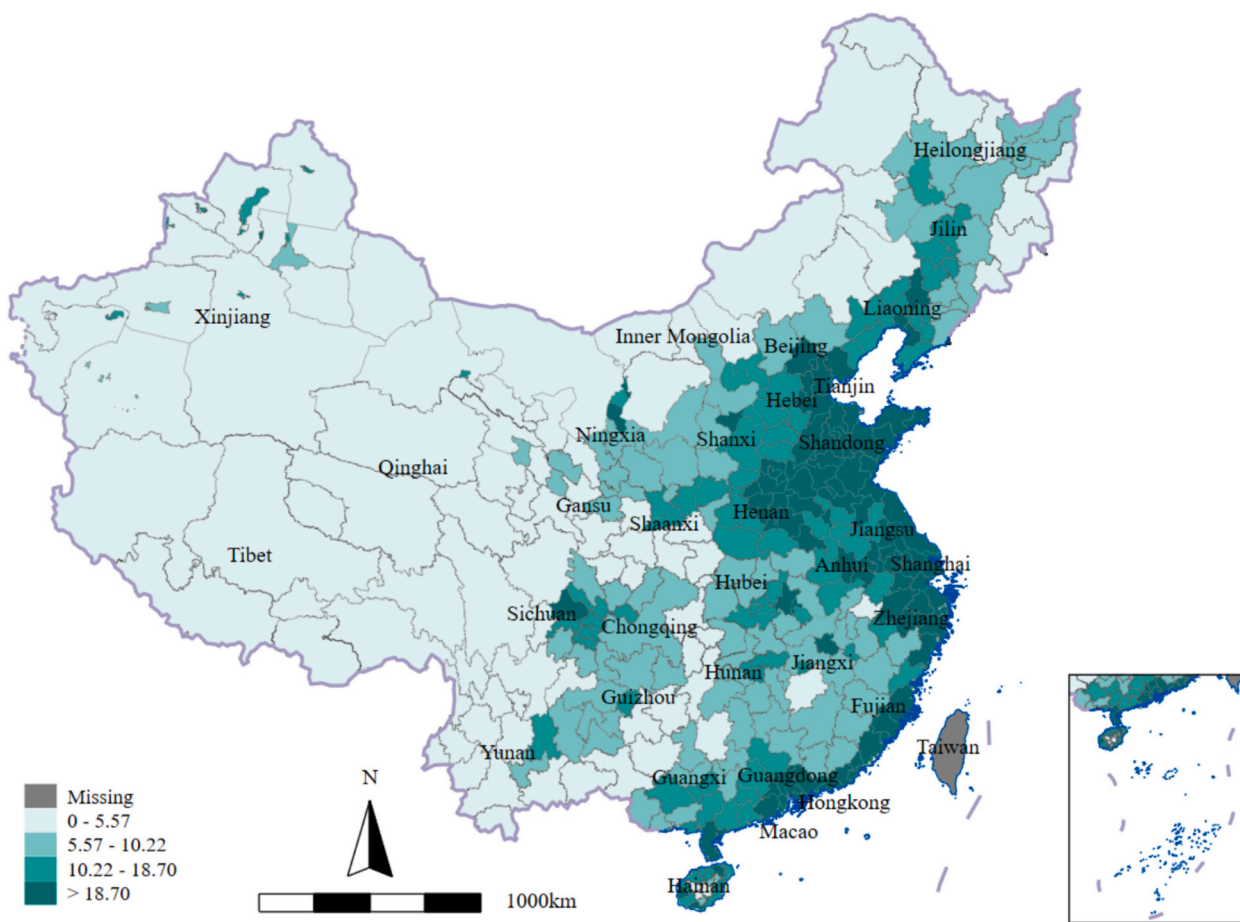 Heilongjiang
Jilin
Liaoning
Xinjiang
Inner Mongolia
Beijing
Tianjin
Hebei
Ningxia
Shanxi
Shandong
Qinghai
Gansu
Shaanxi
Henan
Jiangsu
Tibet
Hubei
Anhui
Shanghai
Sichuan
Chongqing
Zhejiang
Hunan
Jiangxi
Guizhou
Fujian
Yunan
Taiwan
Guangxi
Guangdong
Hongkong
Macao
Hainan
N
Missing
0 - 5.57
5.57 - 10.22
10.22 - 18.70
> 18.70
1000km